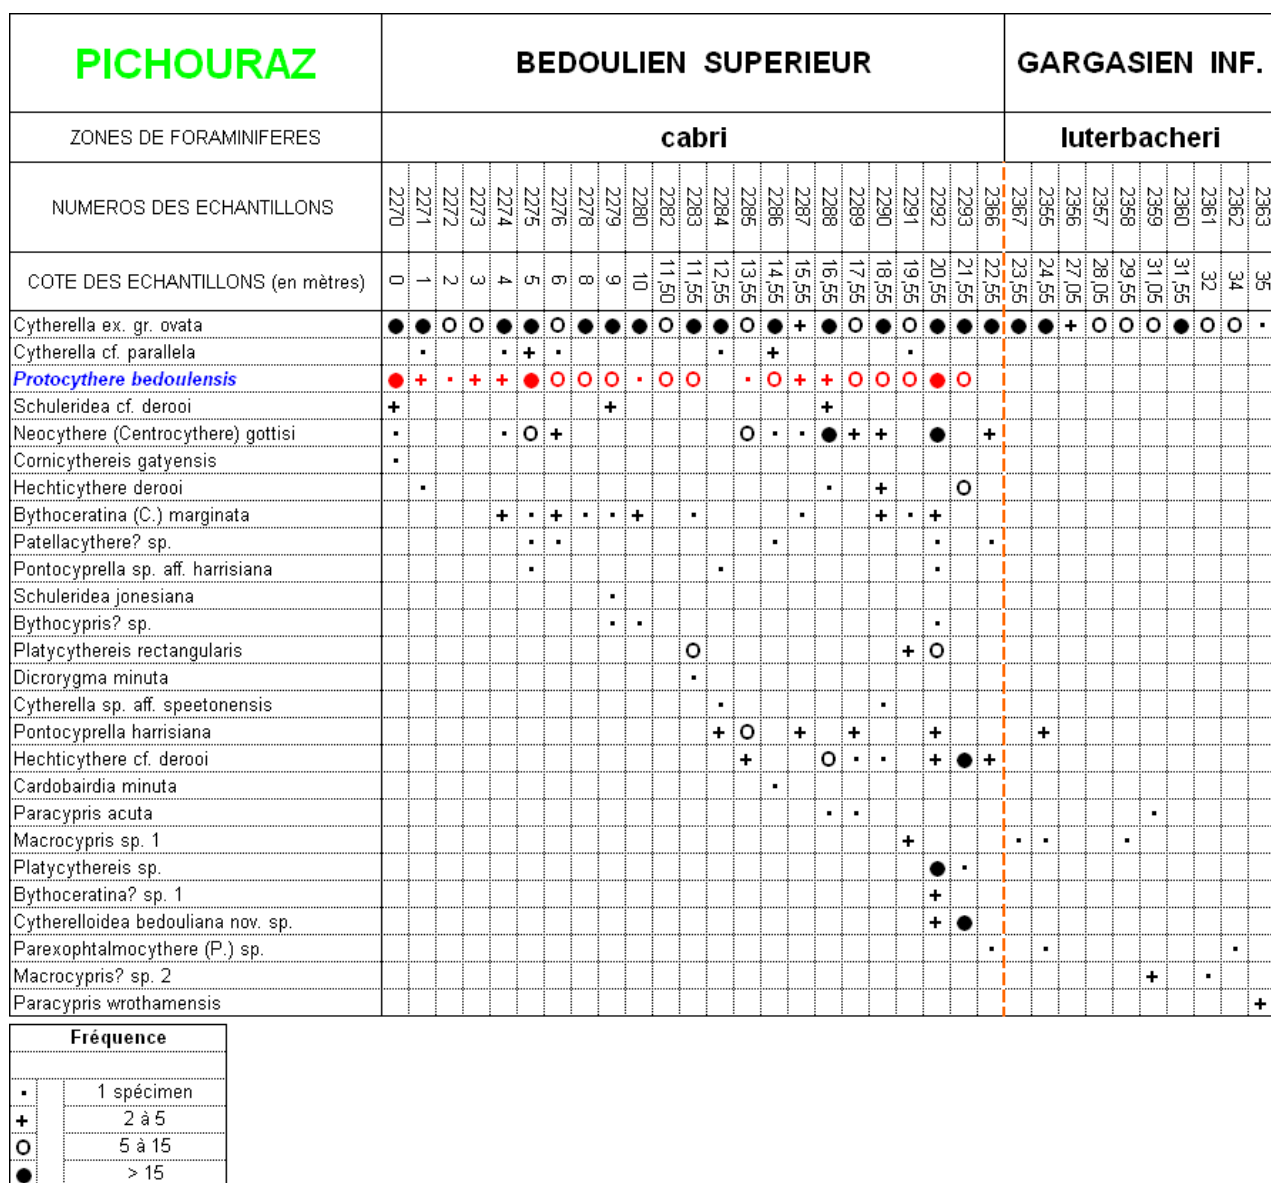 PICHOURAZ BEDOULIEN SUPERIEUR GARGASIEN INF.
ZONES DE FORAMINIFERES cabri luterbacheri
NUMEROS DES ECHANTILLONS 2270 2271 2272 2273 2274 2275 2276 2278 2279 2280 2282 2283 2284 2285 2286 2287 2288 2289 2290 2291 2292 2293 2366 2367 2355 2356 2357 2358 2359 2360 2361 2362 2363
COTE DES ECHANTILLONS (en mètres) 0 1 2 3 4 5 6 8 9 10 11,50 11,55 12,55 13,55 14,55 15,55 16,55 17,55 18,55 19,55 20,55 21,55 22,55 23,55 24,55 27,05 28,05 29,55 31,05 31,55 32 34 35
Cytherella ex. gr. ovata
Cytherella cf. parallela
Protocythere bedoulensis
Schuleridea cf. derooi
Neocythere (Centrocythere) gottisi
Cornicythereis gatyensis
Hechticythere derooi
Bythoceratina (C.) marginata
Patellacythere? sp.
Pontocyprella sp. aff. harrisiana
Schuleridea jonesiana
Bythocypris? sp.
Platycythereis rectangularis
Dicrorygma minuta
Cytherella sp. aff. speetonensis
Pontocyprella harrisiana
Hechticythere cf. derooi
Cardobairdia minuta
Paracypris acuta
Macrocypris sp. 1
Platycythereis sp.
Bythoceratina? sp. 1
Cytherelloidea bedouliana nov. sp.
Parexophtalmocythere (P.) sp.
Macrocypris? sp. 2
Paracypris wrothamensis
Fréquence
1 spécimen
2 à 5
5 à 15
> 15